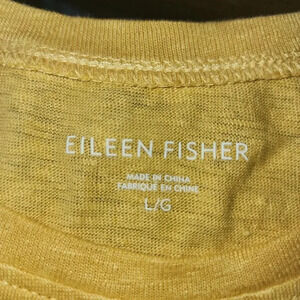 EILEEN FISHER
MADE IN CHINA
FABRIQUÉ EN CHINE
L/G